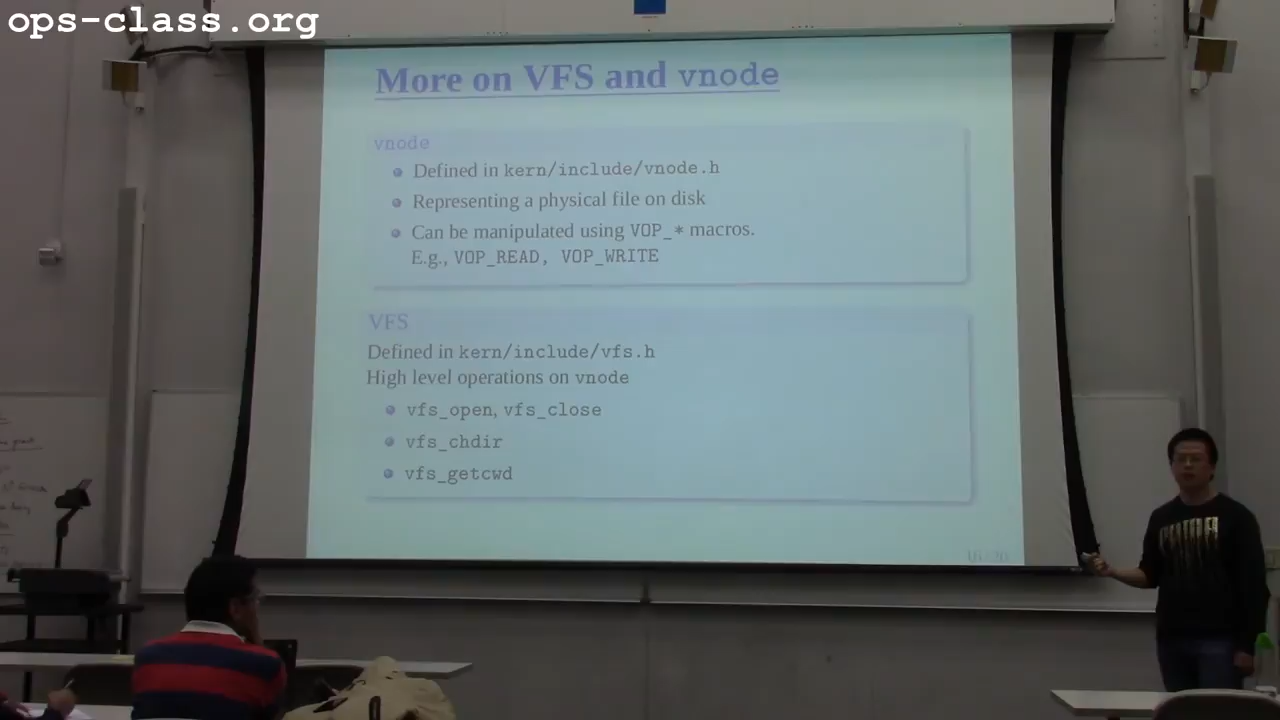 ops-class.org
More on VFS and vnode
vnode
Defined in kern/include/vnode.h
Representing a physical file on disk
Can be manipulated using VOP_* macros.
E.g., VOP_READ, VOP_WRITE
VFS
Defined in kern/include/vfs.h
High level operations on vnode
vfs_open, vfs_close
vfs_chdir
vfs_getcwd